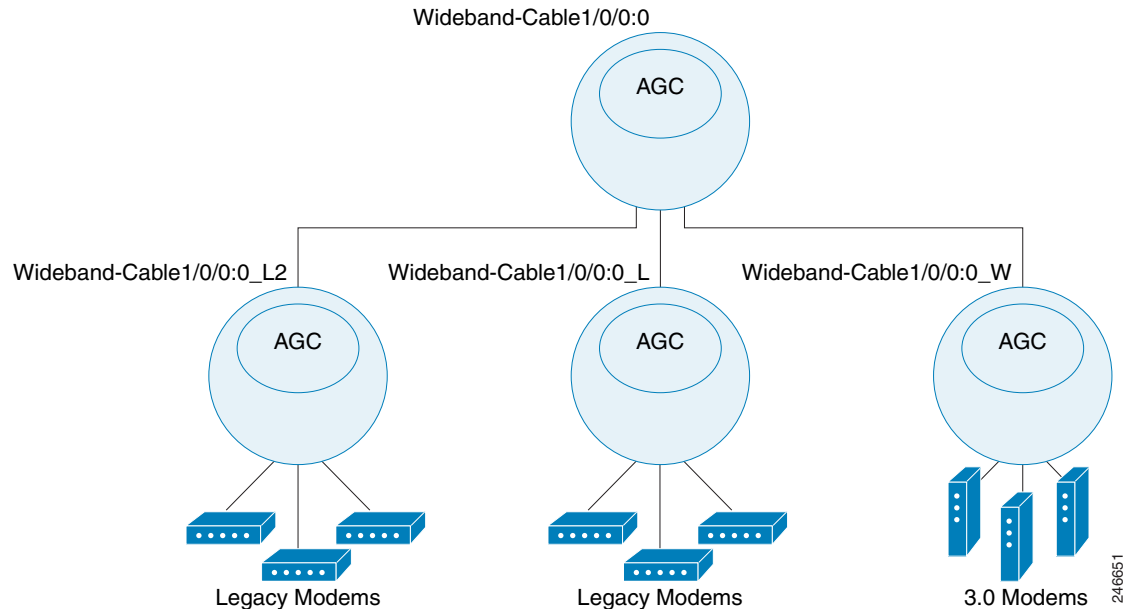 Wideband-Cable1/0/0:0
AGC
Wideband-Cable1/0/0:0_L2
Wideband-Cable1/0/0:0_L
Wideband-Cable1/0/0:0_W
AGC
AGC
AGC
Legacy Modems
Legacy Modems
3.0 Modems
246651